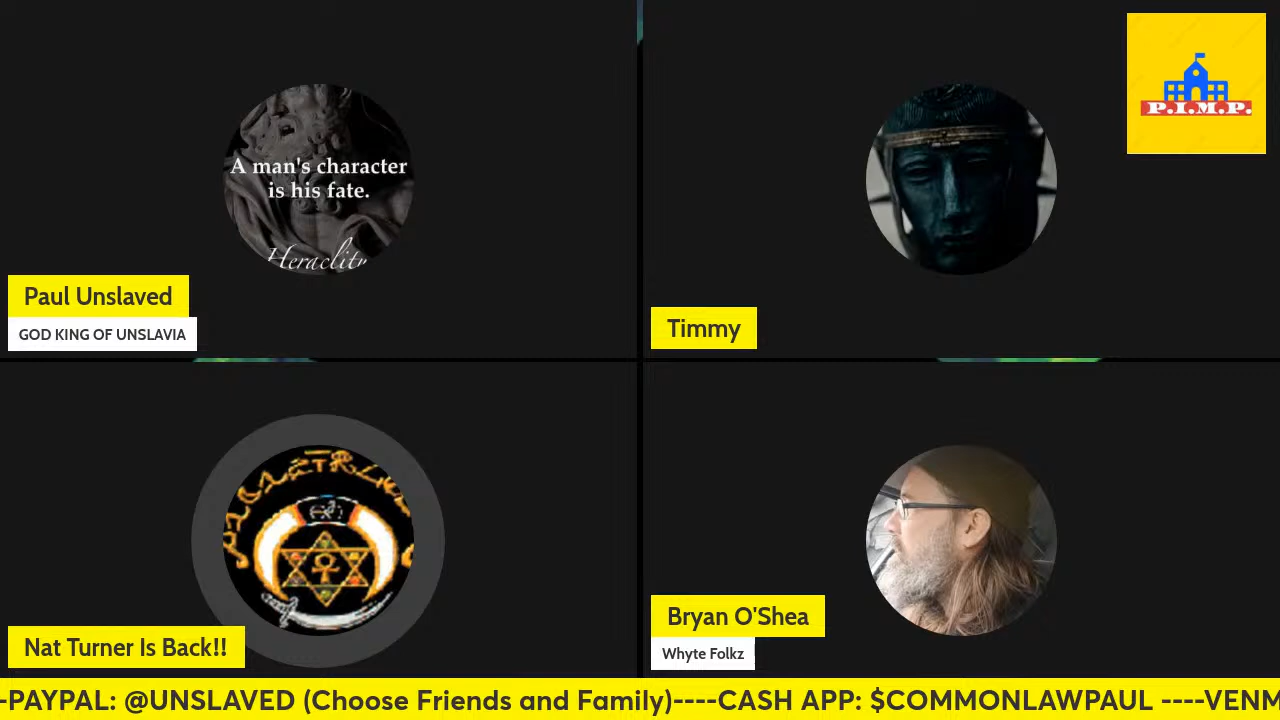 A man's character
is his fate.
P.I.M.P.
Paul Unslaved
GOD KING OF UNSLAVIA
Timmy
Nat Turner Is Back!!
Bryan O'Shea
Whyte Folkz
-PAYPAL: @UNSLAVED (Choose Friends and Family)----CASH APP: $COMMONLAWPAUL ----VENM